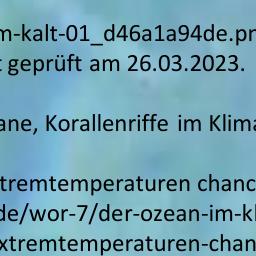 m-kalt-01_d46a1a94de.pn
t geprüft am 26.03.2023.
ane, Korallenriffe im Klima
tremtemperaturen chanc
de/wor-7/der-ozean-im-kl
xtremtemperaturen-chan